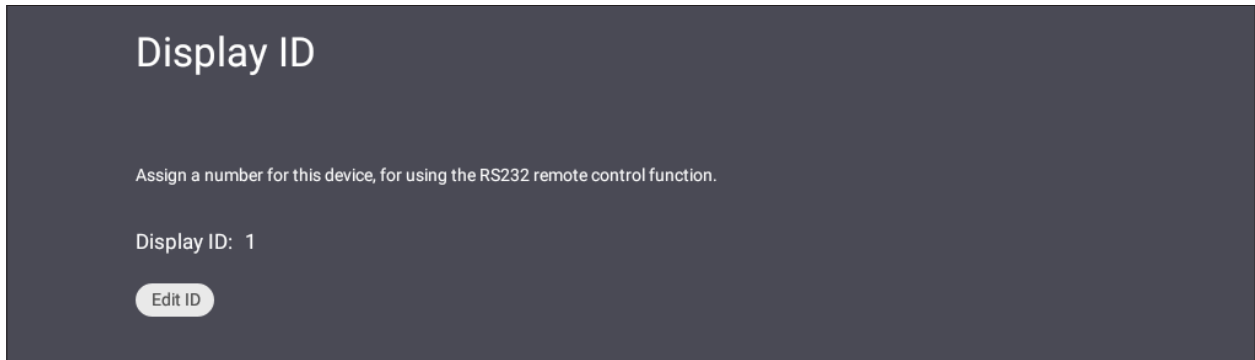 Display ID
Assign a number for this device, for using the RS232 remote control function.
Display ID: 1
Edit ID